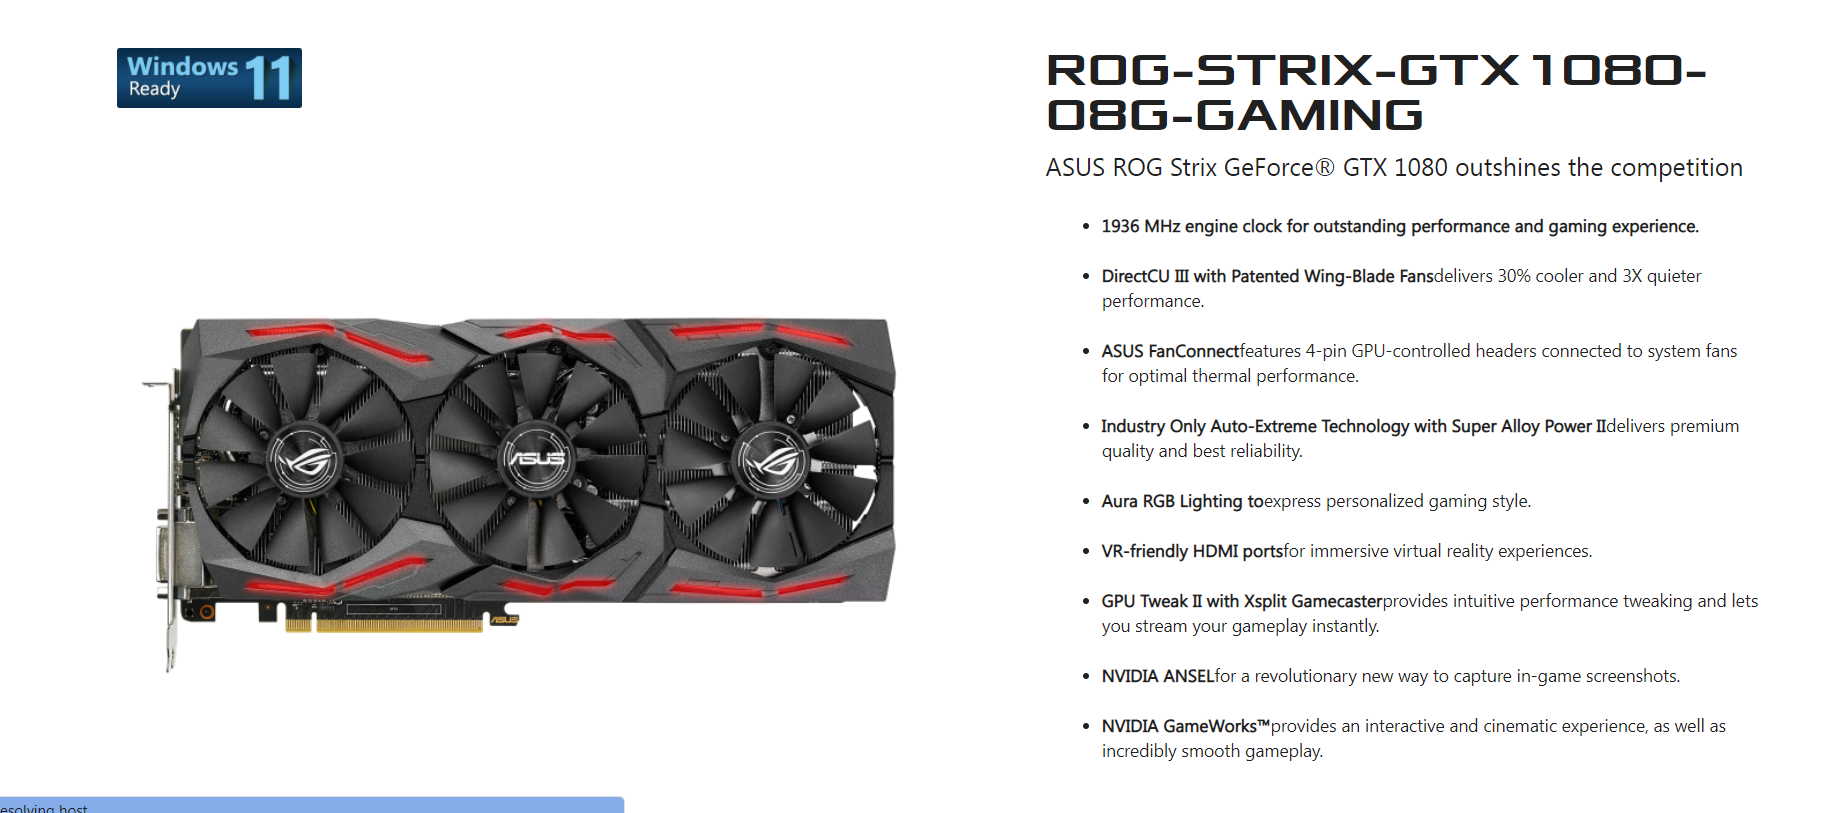 Windows 11
Ready
ROG-STRIX-GTX1080-
O8G-GAMING
ASUS ROG Strix GeForce® GTX 1080 outshines the competition
1936 MHz engine clock for outstanding performance and gaming experience.
DirectCU III with Patented Wing-Blade Fansdelivers 30% cooler and 3X quieter
performance.
ASUS FanConnectfeatures 4-pin GPU-controlled headers connected to system fans
for optimal thermal performance.
Industry Only Auto-Extreme Technology with Super Alloy Power IIdelivers premium
quality and best reliability.
Aura RGB Lighting toexpress personalized gaming style.
VR-friendly HDMI portsfor immersive virtual reality experiences.
GPU Tweak II with Xsplit Gamecasterprovides intuitive performance tweaking and lets
you stream your gameplay instantly.
NVIDIA ANSELfor a revolutionary new way to capture in-game screenshots.
NVIDIA GameWorks™provides an interactive and cinematic experience, as well as
incredibly smooth gameplay.
ASUS
ASUS
esolving host